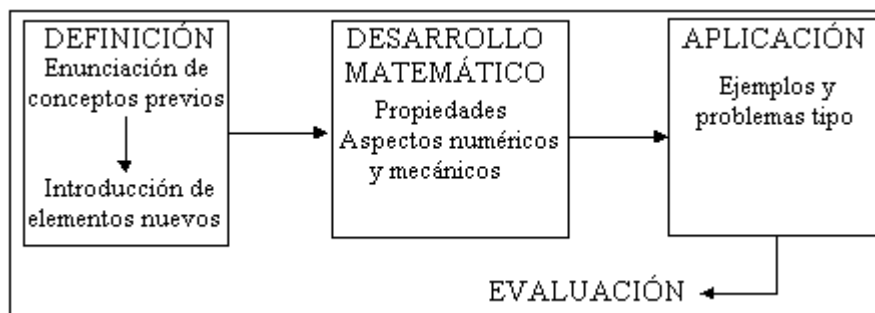 DEFINICIÓN
Enunciación de
conceptos previos
Introducción de
elementos nuevos
DESARROLLO
MATEMÁTICO
Propiedades
Aspectos numéricos
y mecánicos
APLICACIÓN
Ejemplos y
problemas tipo
EVALUACIÓN